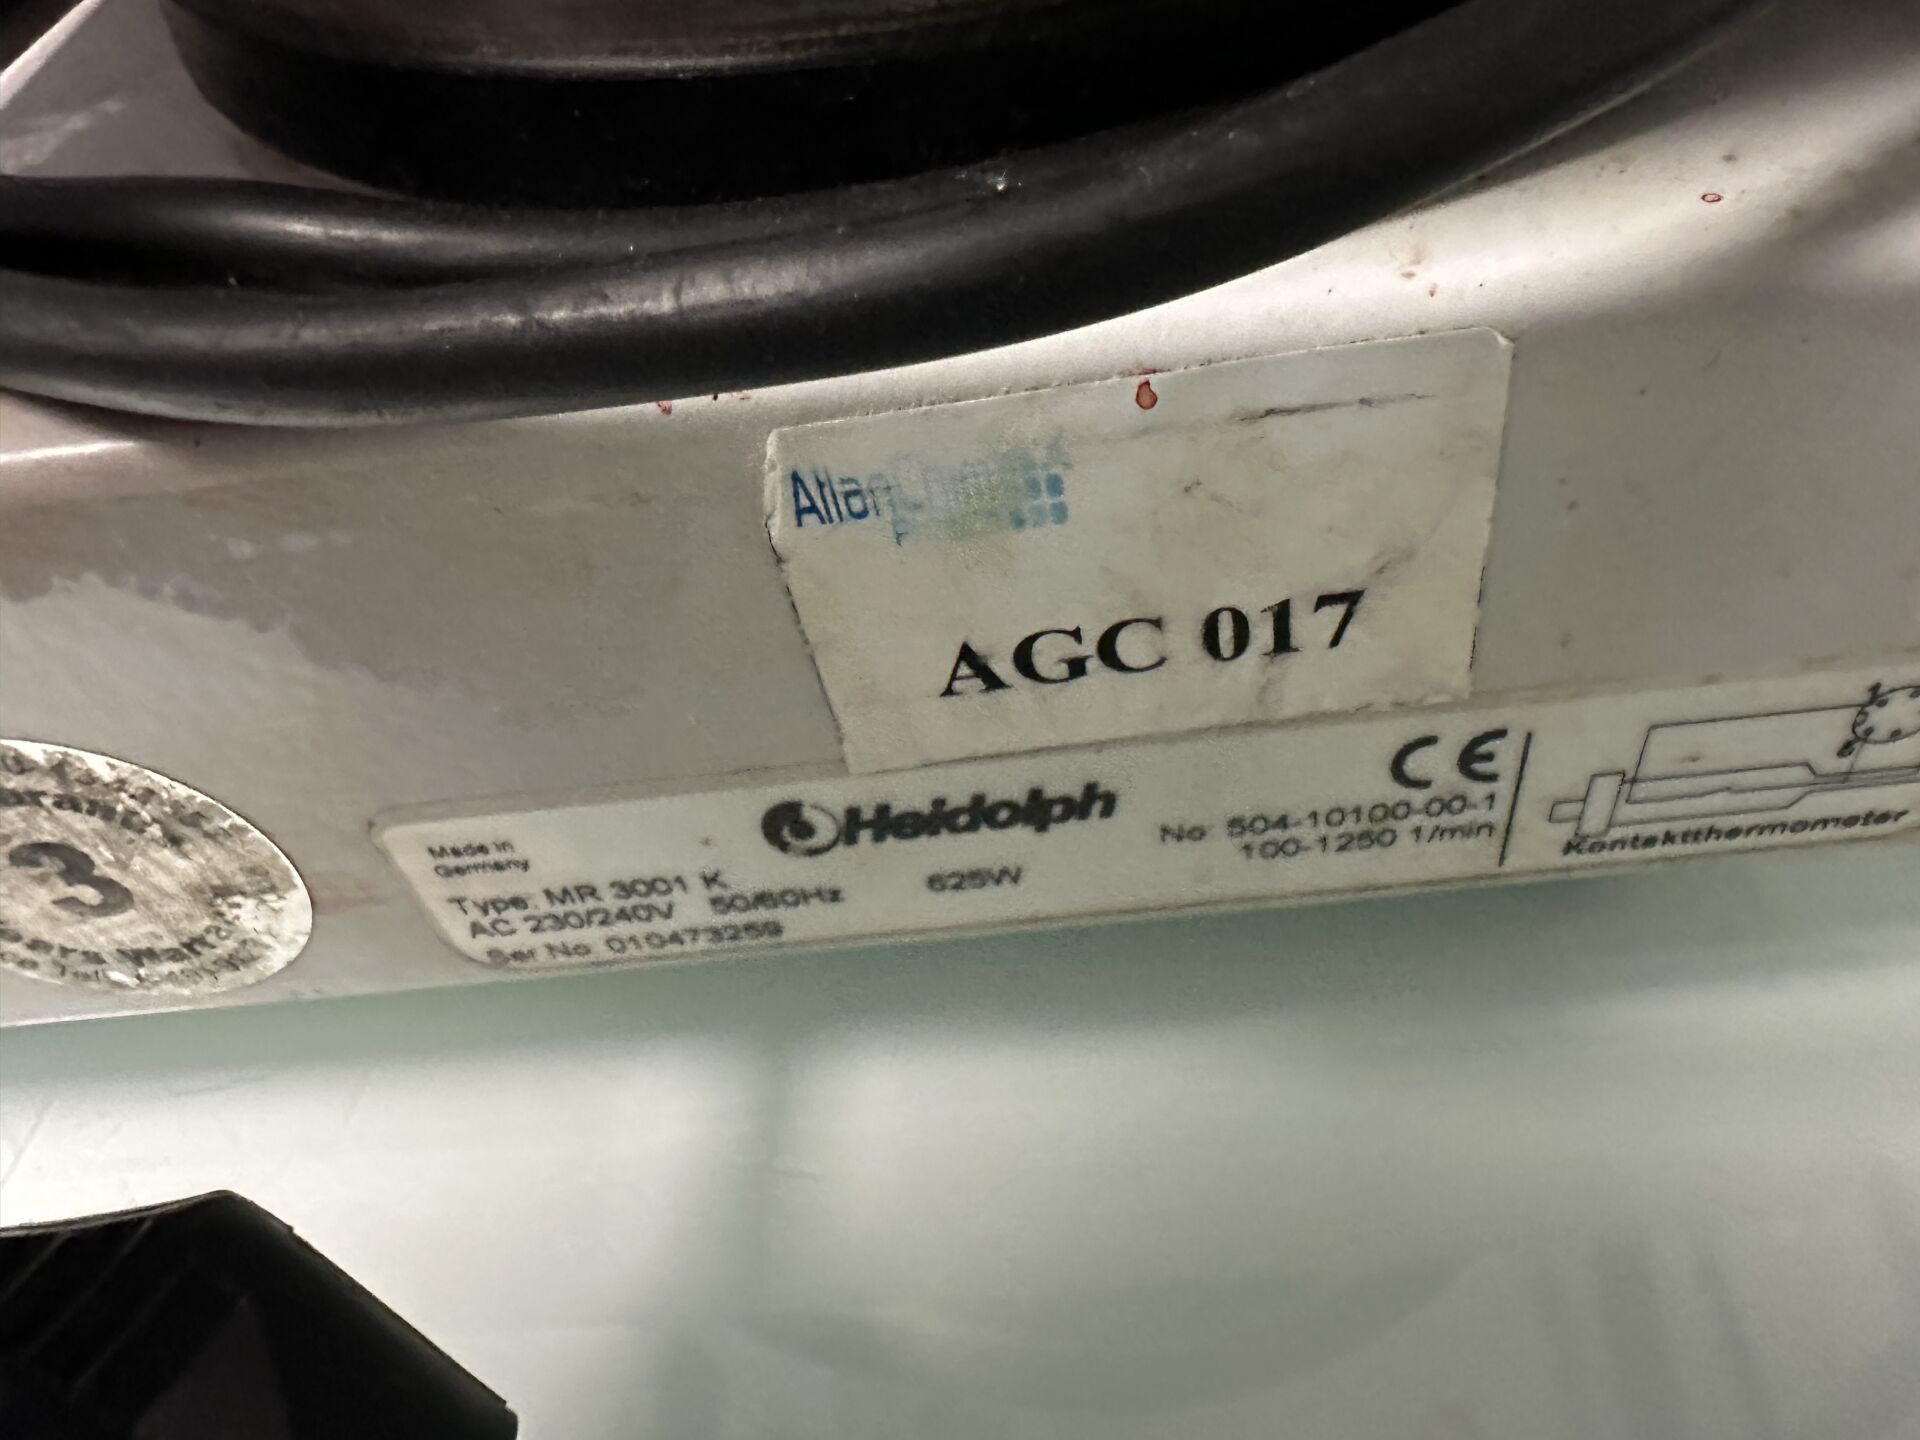 AGC 017
Made in
Germany
Heidolph
CE
No 504-10100-00-1
100-1250 1/min
Type: MR 3001 K
AC 230/240V 50/60Hz 625W
Ser No 010473259
Kontaktthermometer
3